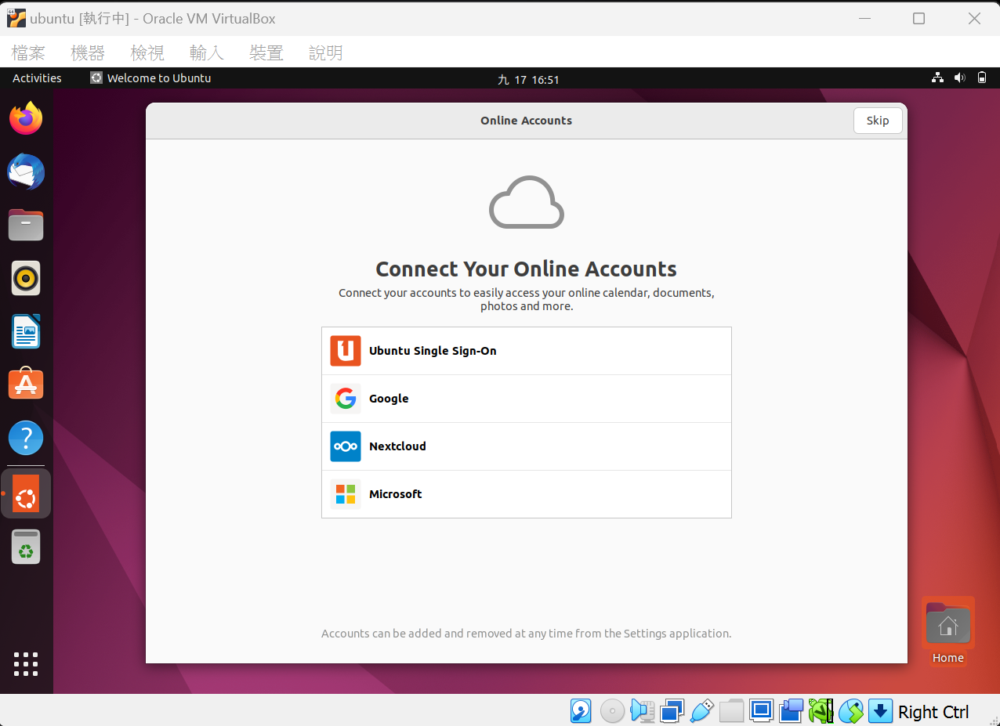 ubuntu [執行中] - Oracle VM VirtualBox
檔案 機器 檢視 輸入 裝置 說明
Activities Welcome to Ubuntu 九 17 16:51
Online Accounts Skip
Connect Your Online Accounts
Connect your accounts to easily access your online calendar, documents,
photos and more.
Ubuntu Single Sign-On
Google
Nextcloud
Microsoft
Accounts can be added and removed at any time from the Settings application.
Home
Right Ctrl